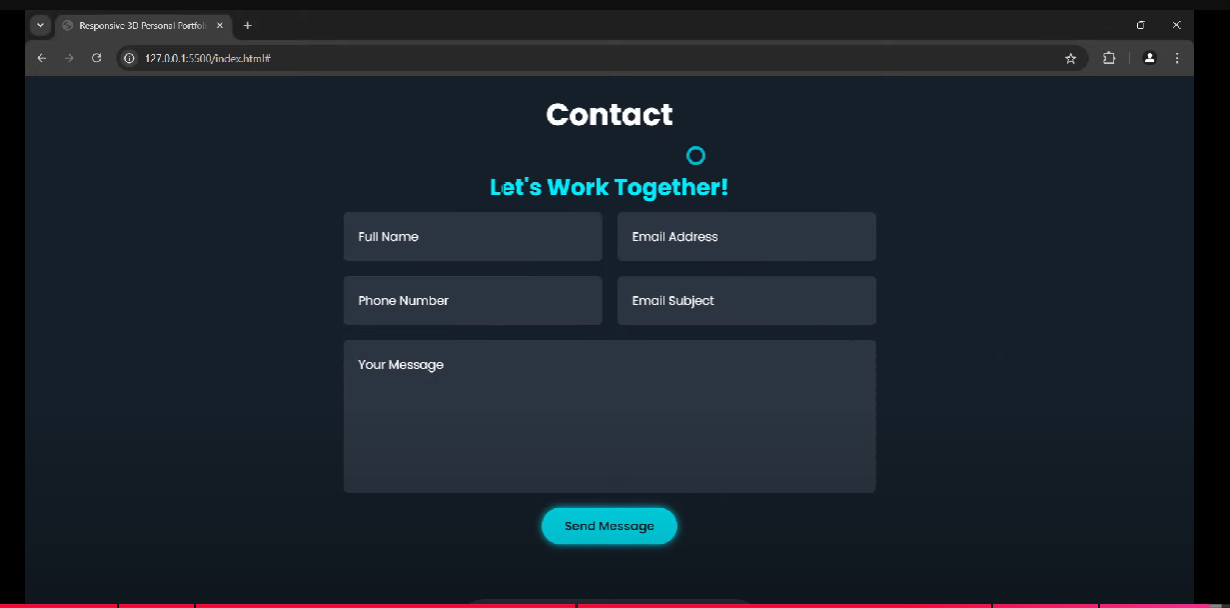 Responsive 3D Personal Portfol
127.0.0.1:5500/index.html#
Contact
Let's Work Together!
Full Name
Email Address
Phone Number
Email Subject
Your Message
Send Message